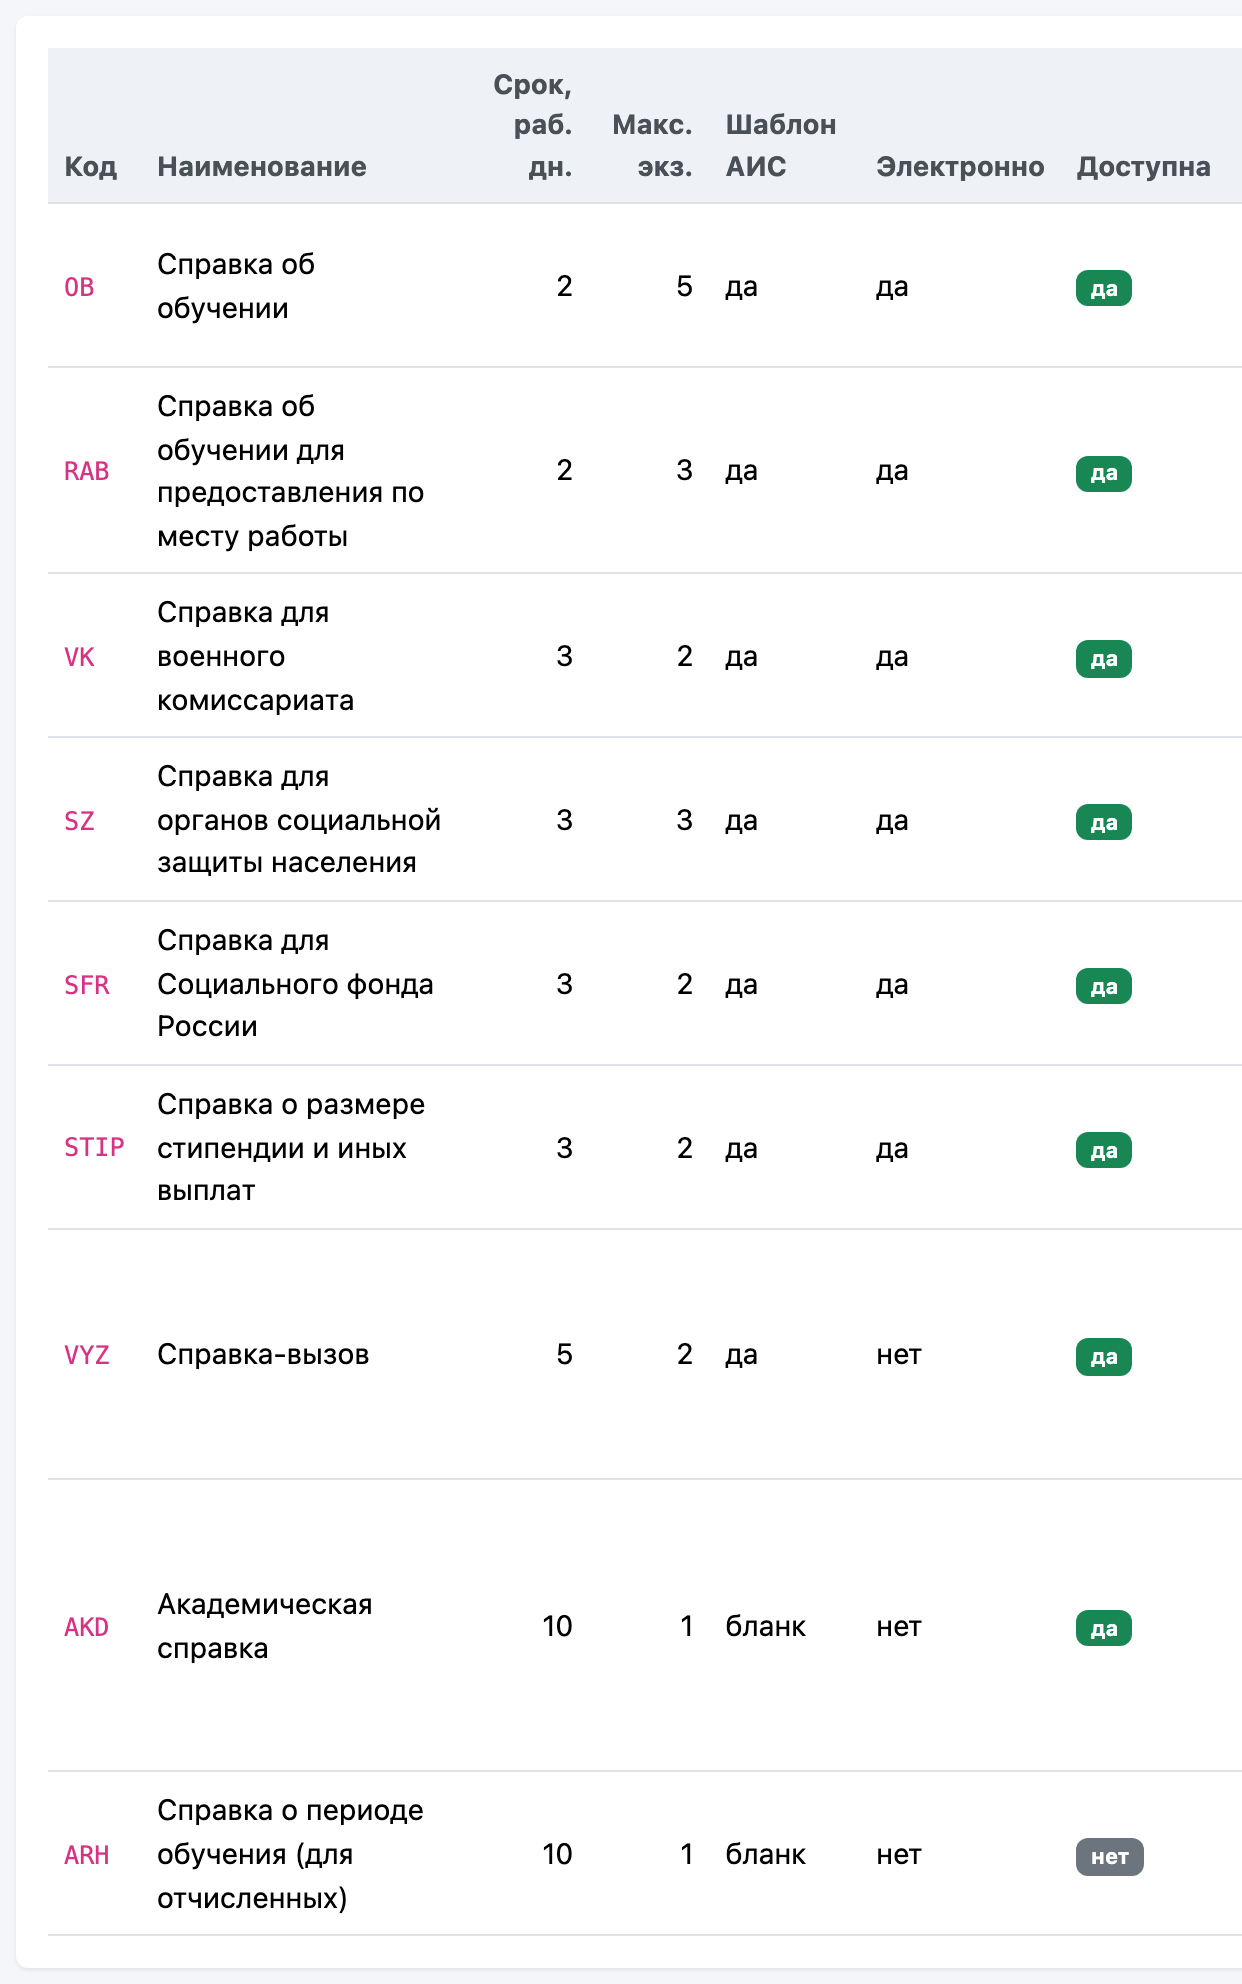 Код Наименование Срок, раб. дн. Макс. экз. Шаблон АИС Электронно Доступна
OB Справка об обучении 2 5 да да да
RAB Справка об обучении для предоставления по месту работы 2 3 да да да
VK Справка для военного комиссариата 3 2 да да да
SZ Справка для органов социальной защиты населения 3 3 да да да
SFR Справка для Социального фонда России 3 2 да да да
STIP Справка о размере стипендии и иных выплат 3 2 да да да
VYZ Справка-вызов 5 2 да нет да
AKD Академическая справка 10 1 бланк нет да
ARH Справка о периоде обучения (для отчисленных) 10 1 бланк нет нет